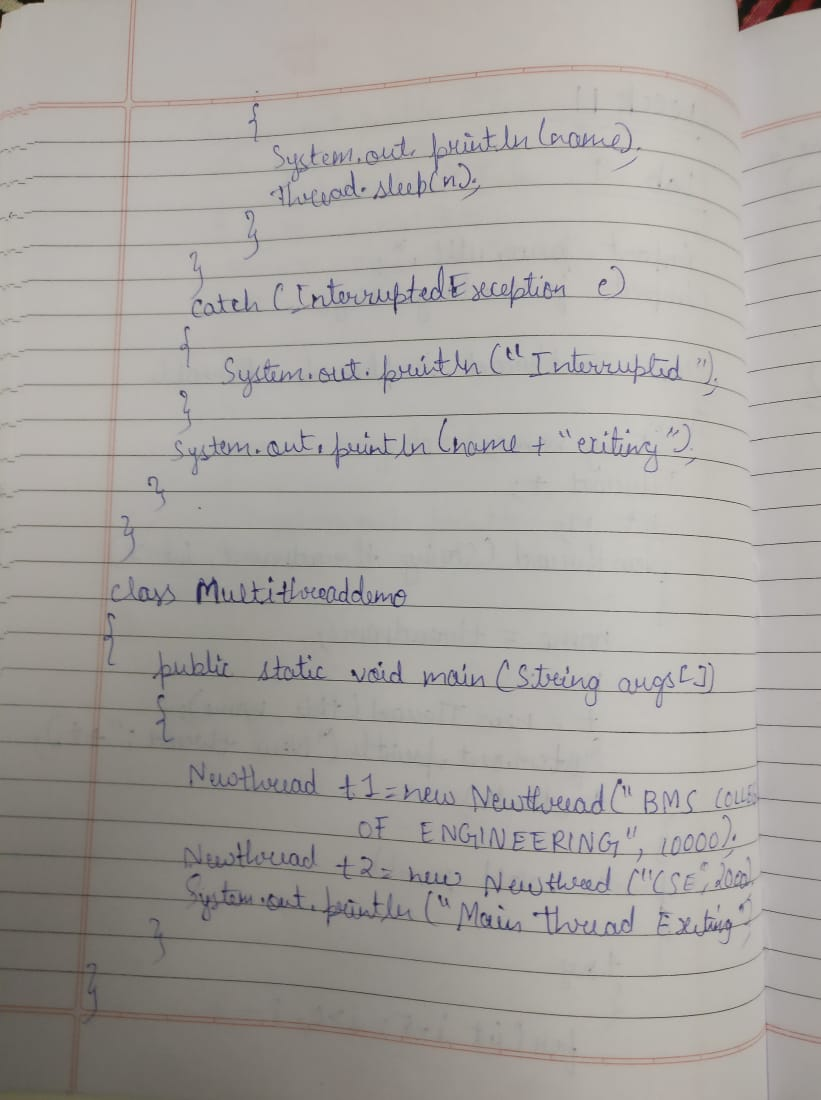 {
System.out.println(name);
Thread.sleep(n);
}
}
catch (InterruptedException e)
{
System.out.println("Interrupted");
}
System.out.println(name + "exiting");
}
}
class Multithreaddemo
{
public static void main (String args[])
{
Newthread t1 = new Newthread(" BMS COLLE
OF ENGINEERING", 10000);
Newthread t2 = new Newthread ("CSE", 2000)
System.out.println("Main thread Exiting"
}
}